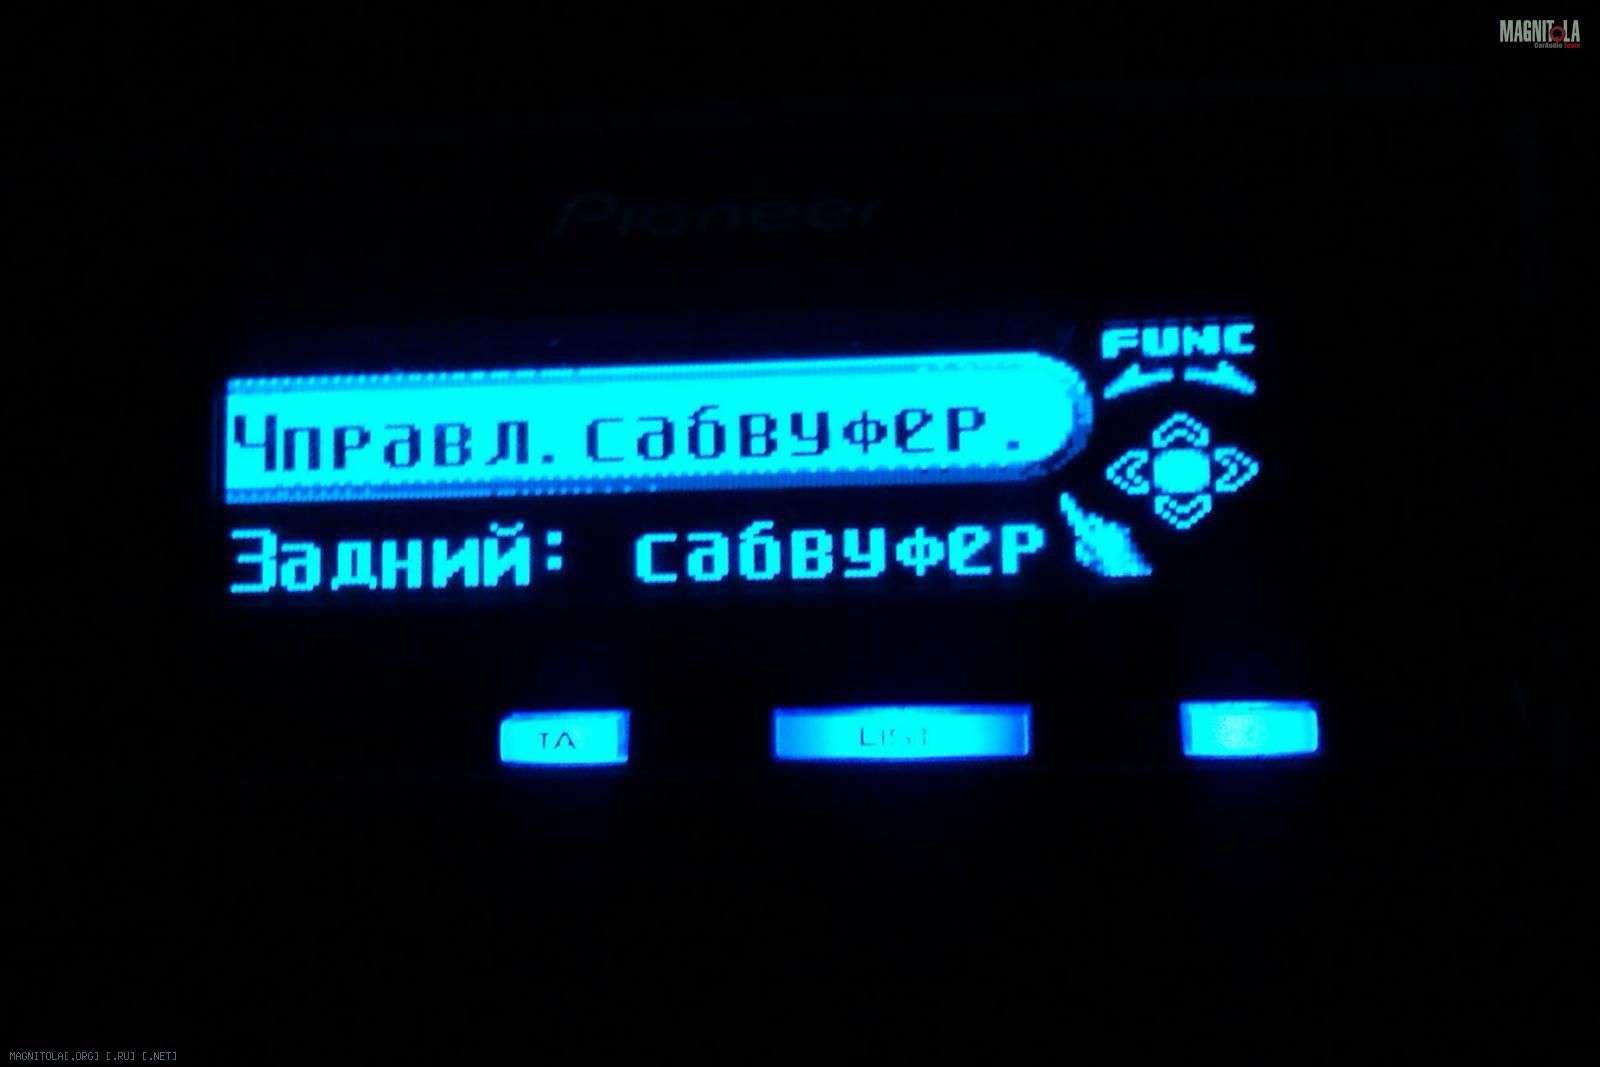 MAGNITOLA
CarAudio Team
Pioneer
FUNC
Управл. сабвуфер.
Задний: сабвуфер
TA
LIST
MAGNITOLA[.ORG] [.RU] [.NET]